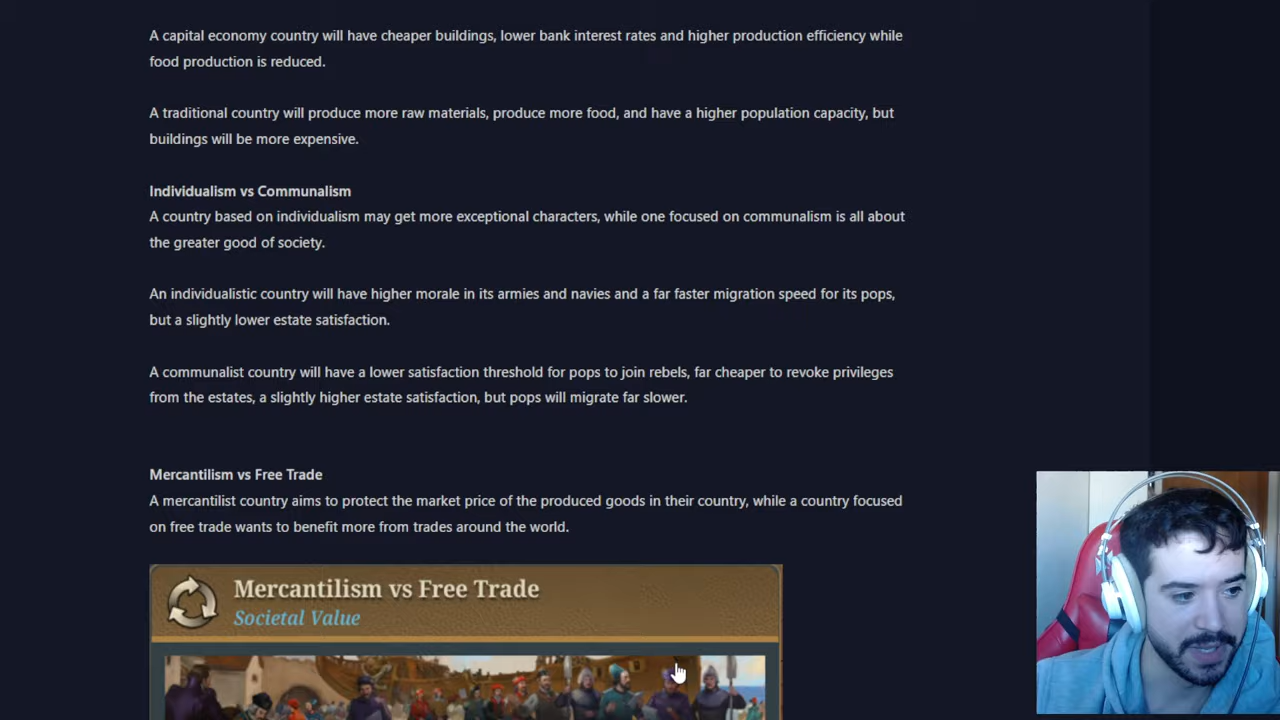 A capital economy country will have cheaper buildings, lower bank interest rates and higher production efficiency while
food production is reduced.
A traditional country will produce more raw materials, produce more food, and have a higher population capacity, but
buildings will be more expensive.
Individualism vs Communalism
A country based on individualism may get more exceptional characters, while one focused on communalism is all about
the greater good of society.
An individualistic country will have higher morale in its armies and navies and a far faster migration speed for its pops,
but a slightly lower estate satisfaction.
A communalist country will have a lower satisfaction threshold for pops to join rebels, far cheaper to revoke privileges
from the estates, a slightly higher estate satisfaction, but pops will migrate far slower.
Mercantilism vs Free Trade
A mercantilist country aims to protect the market price of the produced goods in their country, while a country focused
on free trade wants to benefit more from trades around the world.
Mercantilism vs Free Trade
Societal Value